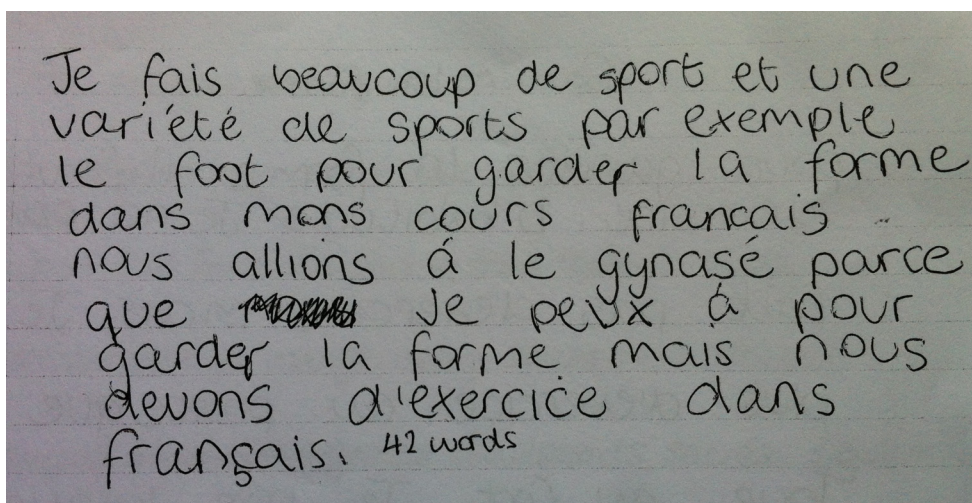 Je fais beaucoup de sport et une
variété de sports par exemple
le foot pour garder la forme
dans mons cours francais
nous allions á le gynasé parce
que je peux á pour
garder la forme mais nous
devons d'exercice dans
français. 42 words